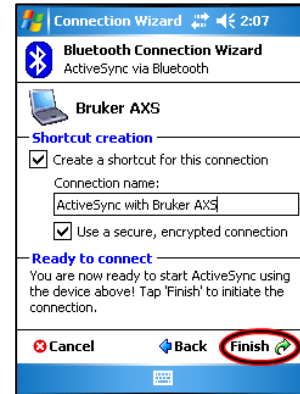 Connection Wizard 2:07
Bluetooth Connection Wizard
ActiveSync via Bluetooth
Bruker AXS
Shortcut creation
Create a shortcut for this connection
Connection name:
ActiveSync with Bruker AXS
Use a secure, encrypted connection
Ready to connect
You are now ready to start ActiveSync using
the device above! Tap 'Finish' to initiate the
connection.
Cancel Back Finish